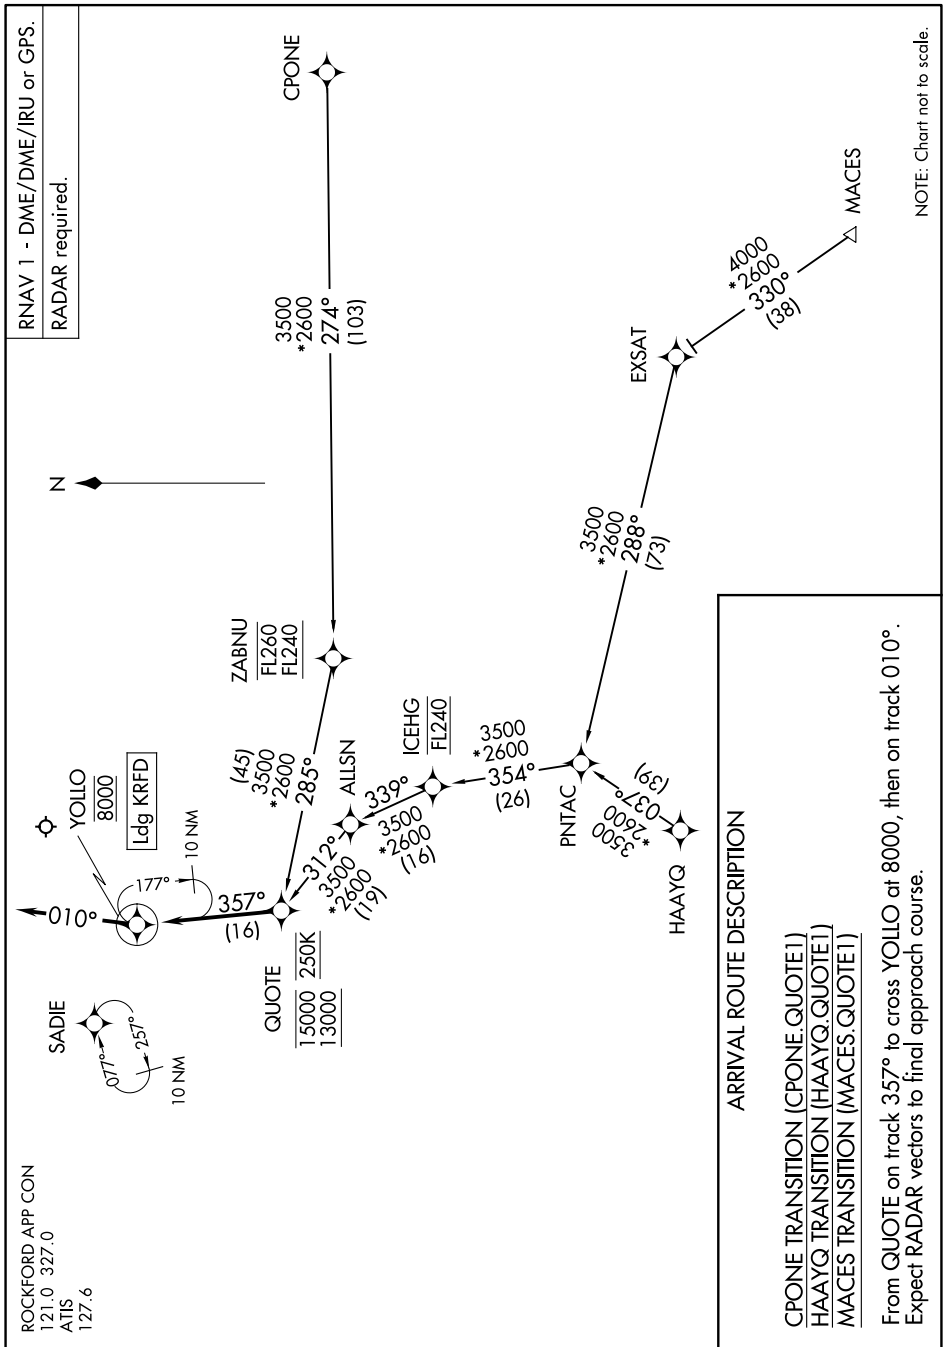 RNAV 1 - DME/DME/IRU or GPS.
RADAR required.
ROCKFORD APP CON
121.0 327.0
ATIS
127.6
SADIE
077°
257°
10 NM
010°
YOLLO
8000
Ldg KRFD
177°
10 NM
357°
(16)
QUOTE
15000 250K
13000
N
CPONE
3500
*2600
274°
(103)
ZABNU
FL260
FL240
(45)
3500
*2600
285°
ALLSN
312°
3500
*2600
(19)
ICEHG
FL240
339°
3500
*2600
(16)
3500
*2600
354°
(26)
PNTAC
(39)
037°
3500
*2600
HAAYQ
EXSAT
3500
*2600
288°
(73)
4000
*2600
330°
(38)
MACES
NOTE: Chart not to scale.
ARRIVAL ROUTE DESCRIPTION
CPONE TRANSITION (CPONE.QUOTE1)
HAAYQ TRANSITION (HAAYQ.QUOTE1)
MACES TRANSITION (MACES.QUOTE1)
From QUOTE on track 357° to cross YOLLO at 8000, then on track 010°.
Expect RADAR vectors to final approach course.